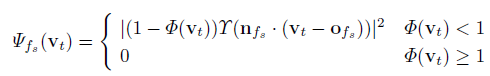 Ψ_{f_s}(v_t) = { |(1 − Φ(v_t))Υ(n_{f_s} · (v_t − o_{f_s}))|²   Φ(v_t) < 1
0   Φ(v_t) ≥ 1